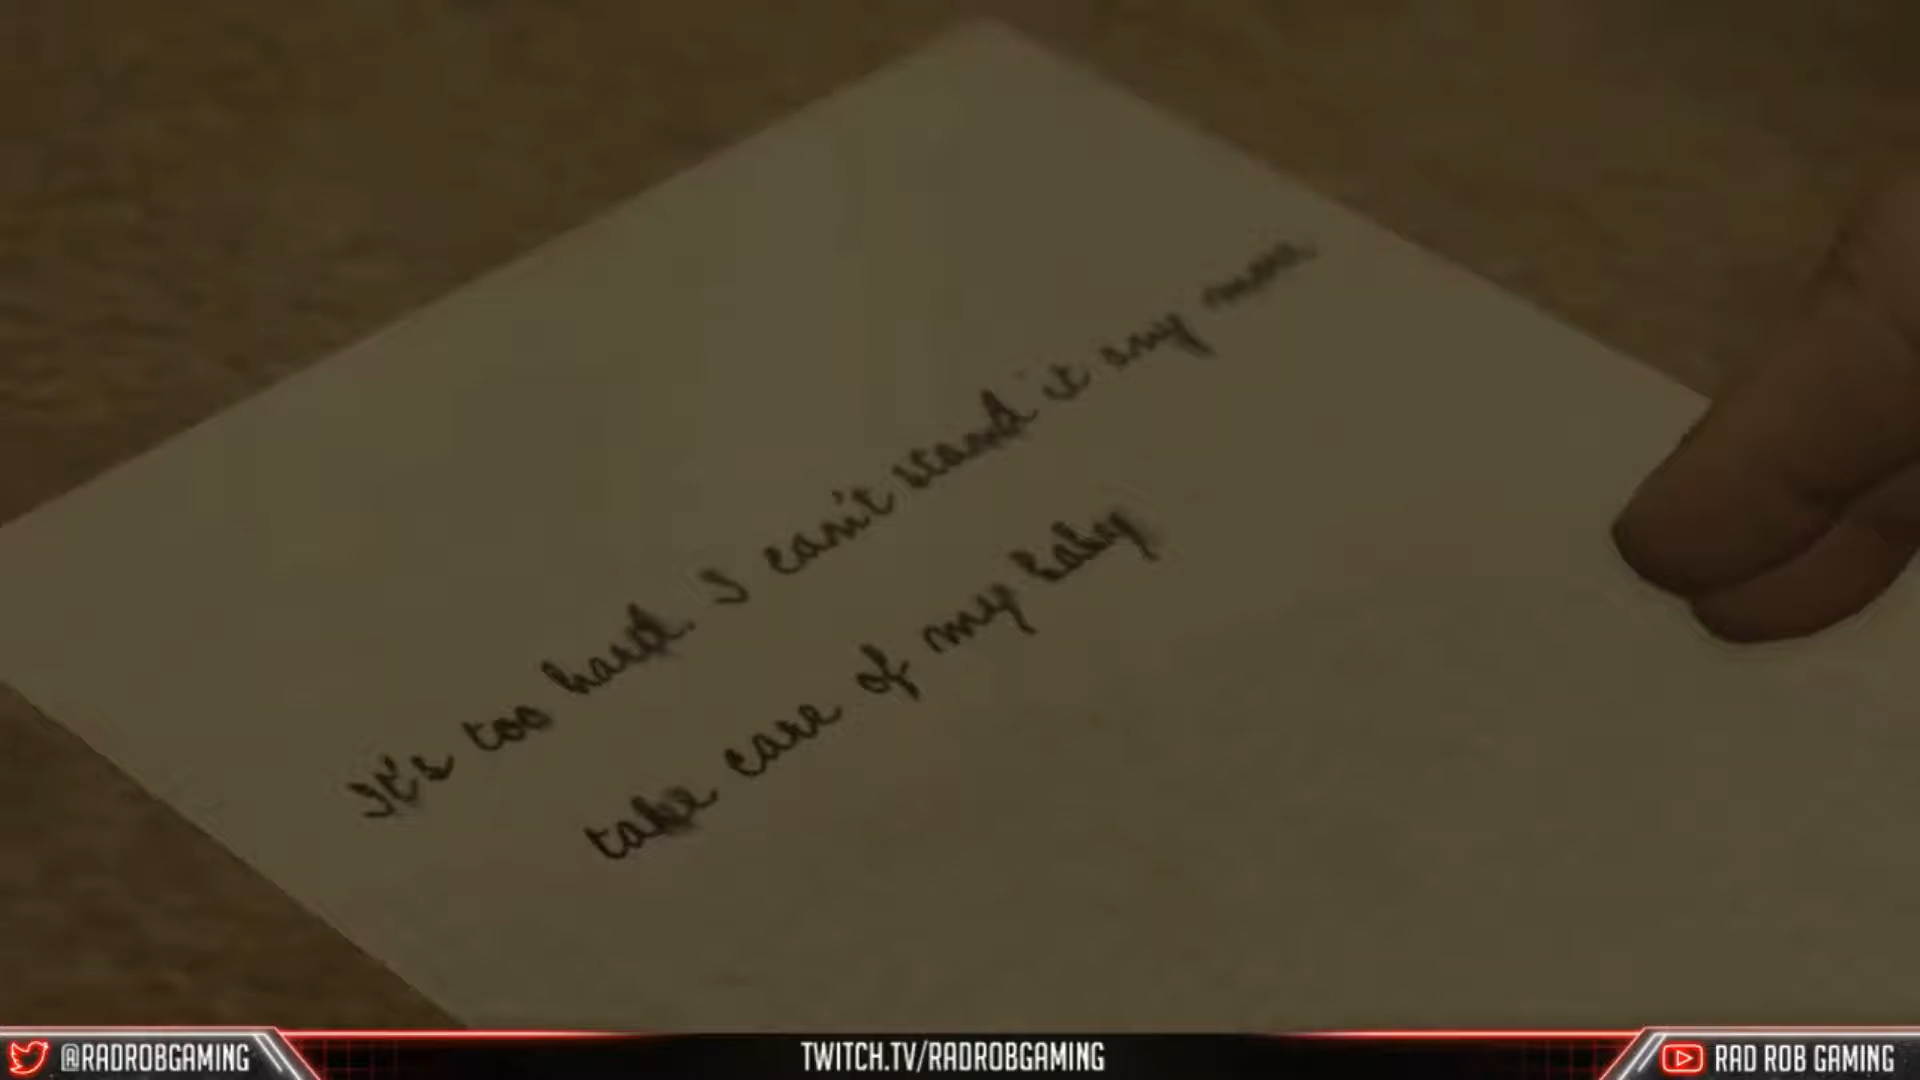 It's too hard. I can't stand it any more
take care of my baby
@RADROBGAMING
TWITCH.TV/RADROBGAMING
RAD ROB GAMING